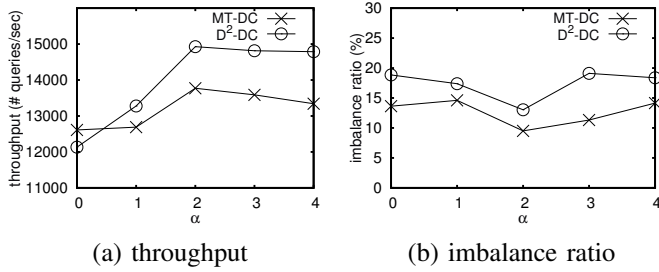 MT-DC
D²-DC
throughput (# queries/sec)
15000
14000
13000
12000
11000
0 1 2 3 4
α
(a) throughput
MT-DC
D²-DC
imbalance ratio (%)
30
25
20
15
10
5
0
0 1 2 3 4
α
(b) imbalance ratio